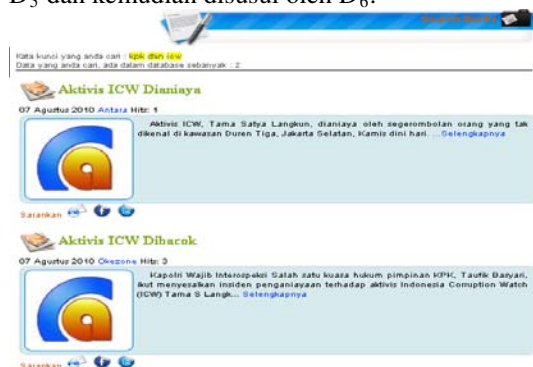 D5 dan kemudian disusul oleh D6.
Kata kunci yang anda cari : kpk dan icw
Data yang anda cari, ada dalam database sebanyak : 2
Aktivis ICW Dianiaya
07 Agustus 2010 Antara Hits: 1
Aktivis ICW, Tama Satya Langkun, dianiaya oleh segerombolan orang yang tak
dikenal di kawasan Duren Tiga, Jakarta Selatan, Kamis dini hari. ...Selengkapnya
Sarankan
Aktivis ICW Dibacok
07 Agustus 2010 Okezone Hits: 3
Kapolri Wajib Interospeksi Salah satu kuasa hukum pimpinan KPK, Taufik Basyari,
ikut menyesalkan insiden penganiayaan terhadap aktivis Indonesia Corruption Watch
(ICW) Tama S Langk... Selengkapnya
Sarankan